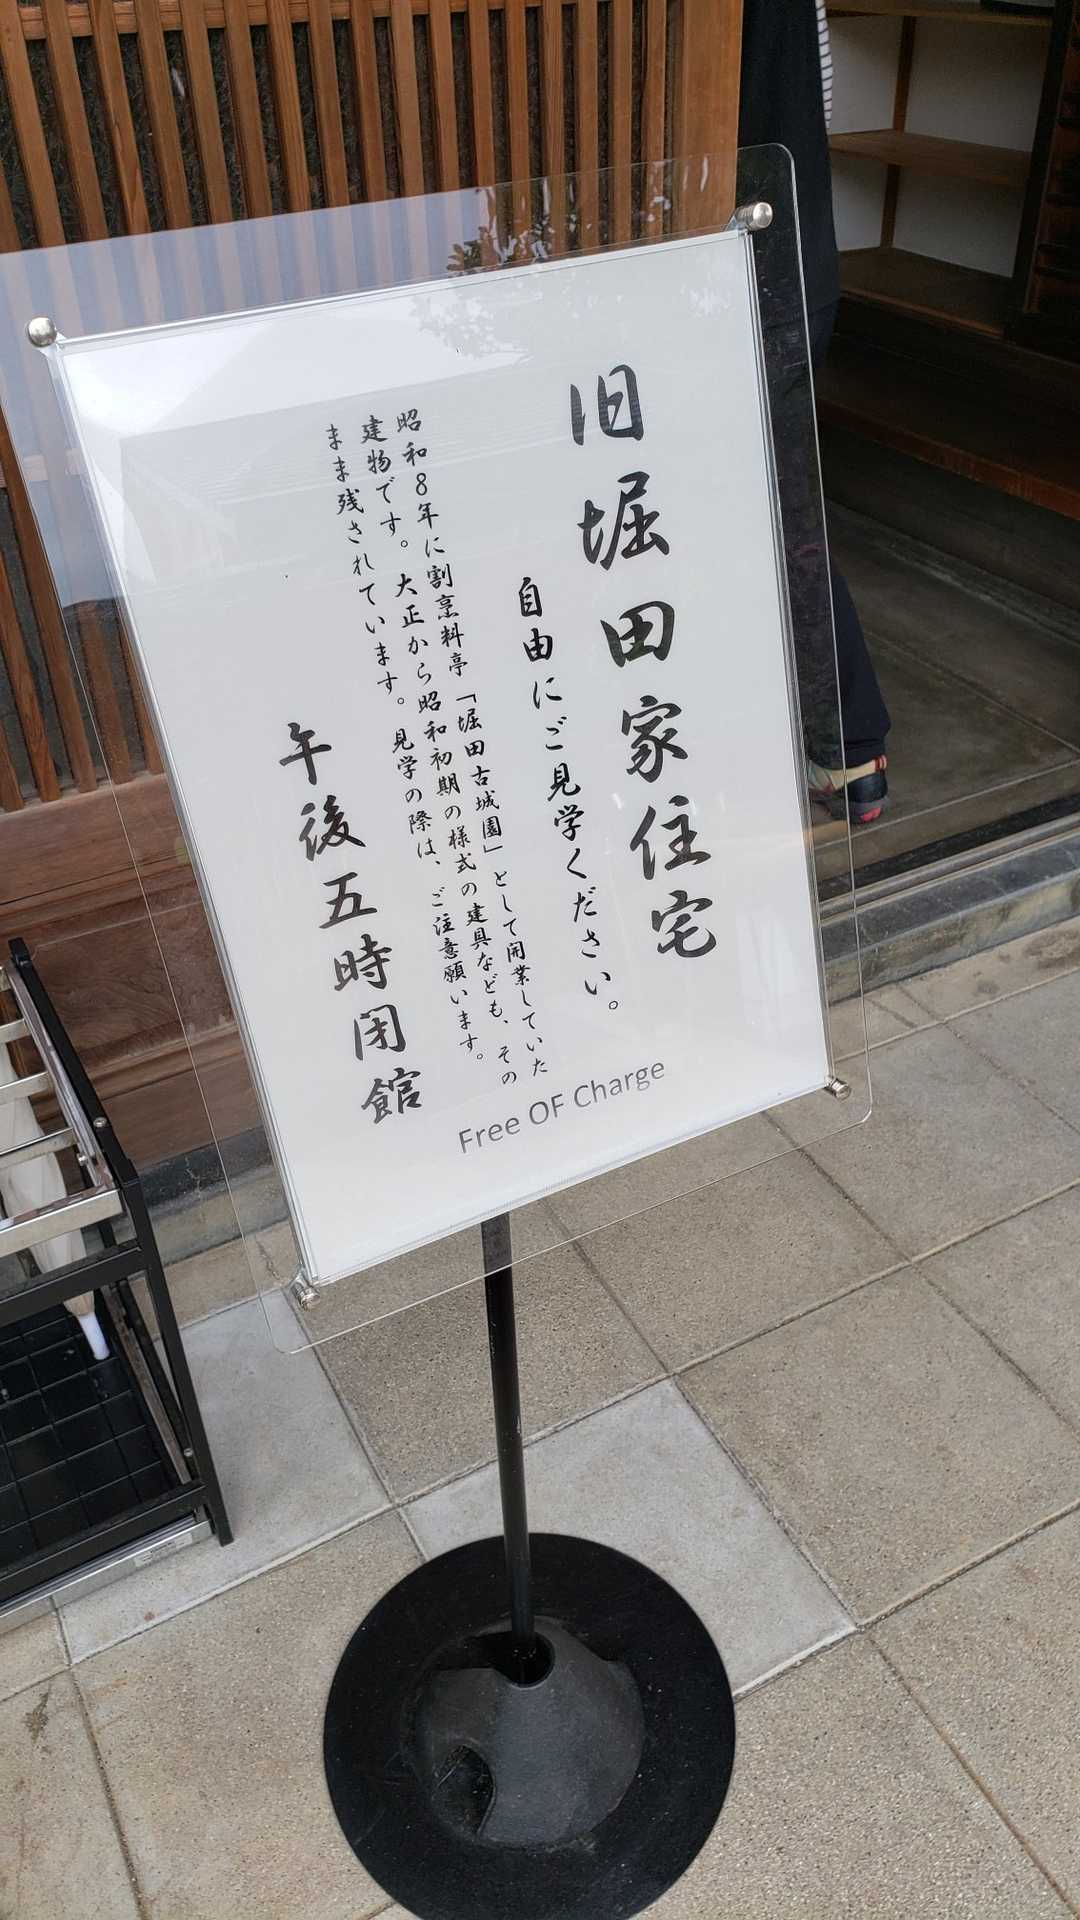 旧堀田家住宅
自由にご見学ください。
昭和8年に割烹料亭「堀田古城園」として開業していた
建物です。大正から昭和初期の様式の建具なども、その
まま残されています。見学の際は、ご注意願います。
午後五時閉館
Free OF Charge